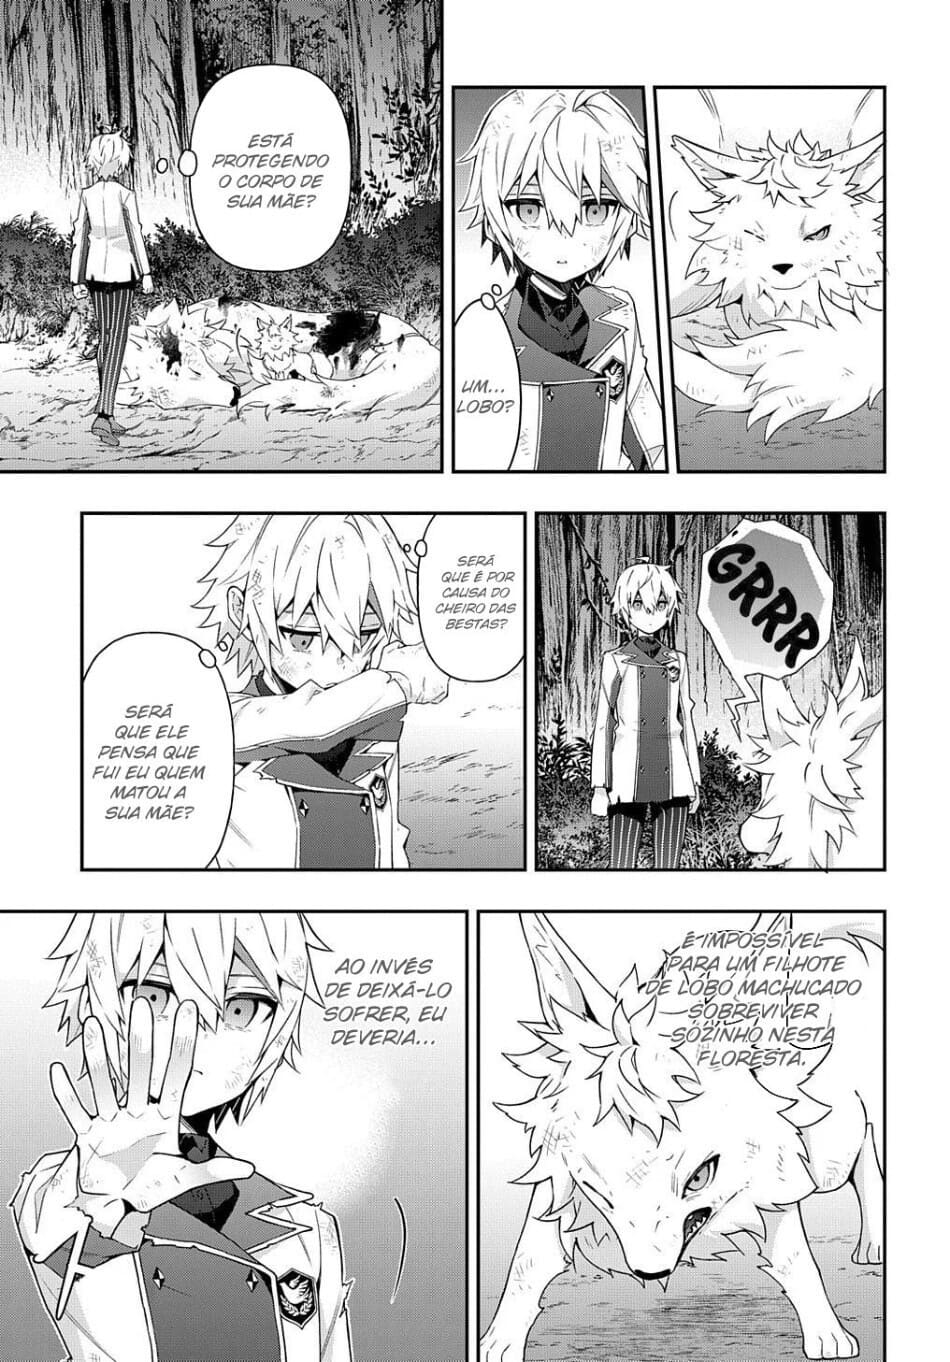 UM...
LOBO?
ESTÁ
PROTEGENDO
O CORPO DE
SUA MÃE?
GRRR
SERÁ
QUE É POR
CAUSA DO
CHEIRO DAS
BESTAS?
SERÁ
QUE ELE
PENSA QUE
FUI EU QUEM
MATOU A
SUA MÃE?
É IMPOSSÍVEL
PARA UM FILHOTE
DE LOBO MACHUCADO
SOBREVIVER
SOZINHO NESTA
FLORESTA.
AO INVÉS
DE DEIXÁ-LO
SOFRER, EU
DEVERIA...